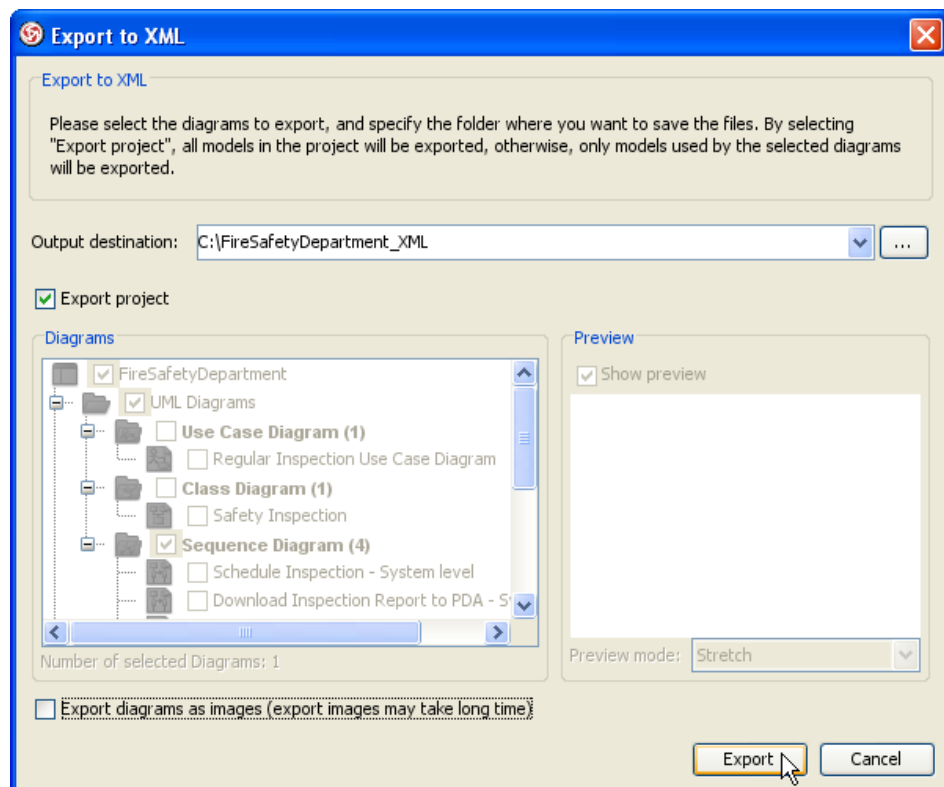 Export to XML
Export to XML
Please select the diagrams to export, and specify the folder where you want to save the files. By selecting
"Export project", all models in the project will be exported, otherwise, only models used by the selected diagrams
will be exported.
Output destination: C:\FireSafetyDepartment_XML ...
Export project
Diagrams
FireSafetyDepartment
UML Diagrams
Use Case Diagram (1)
Regular Inspection Use Case Diagram
Class Diagram (1)
Safety Inspection
Sequence Diagram (4)
Schedule Inspection - System level
Download Inspection Report to PDA - S
Number of selected Diagrams: 1
Preview
Show preview
Preview mode: Stretch
Export diagrams as images (export images may take long time)
Export Cancel